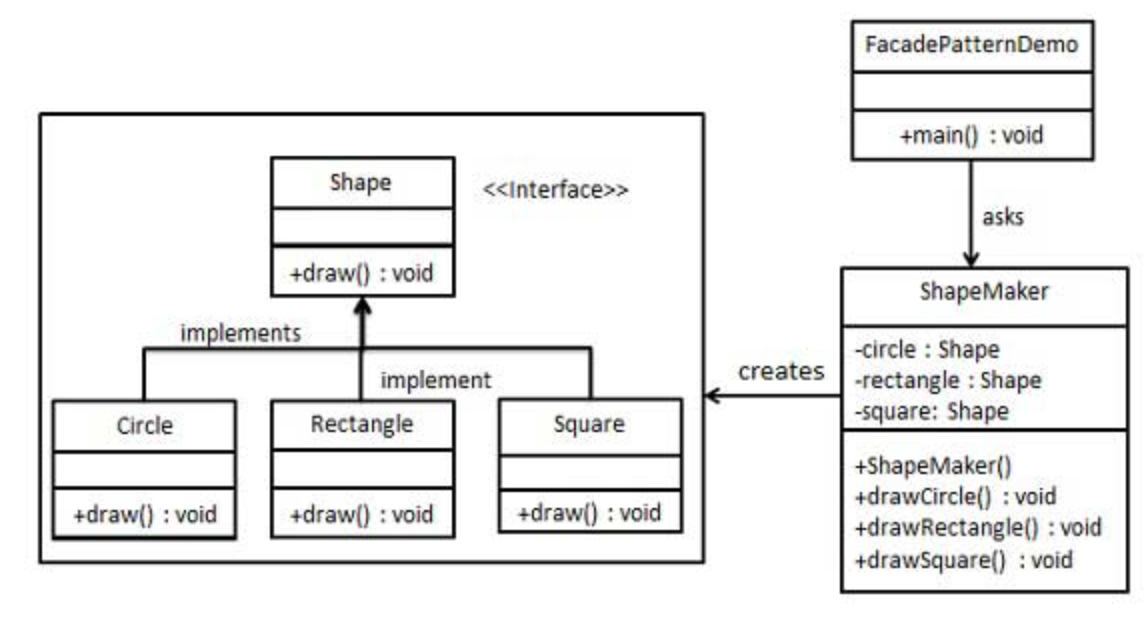 FacadePatternDemo
+main() : void
asks
Shape
<<Interface>>
+draw() : void
implements
implement
Circle
+draw() : void
Rectangle
+draw() : void
Square
+draw() : void
creates
ShapeMaker
-circle : Shape
-rectangle : Shape
-square: Shape
+ShapeMaker()
+drawCircle() : void
+drawRectangle() : void
+drawSquare() : void